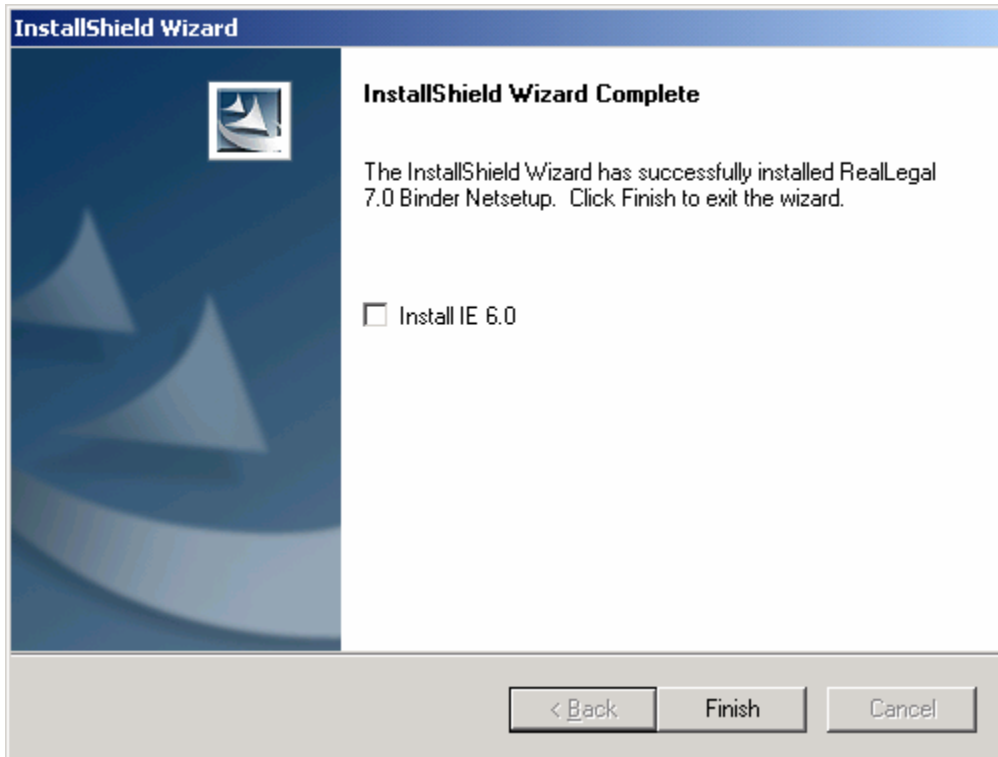 InstallShield Wizard
InstallShield Wizard Complete
The InstallShield Wizard has successfully installed RealLegal
7.0 Binder Netsetup. Click Finish to exit the wizard.
Install IE 6.0
< Back
Finish
Cancel